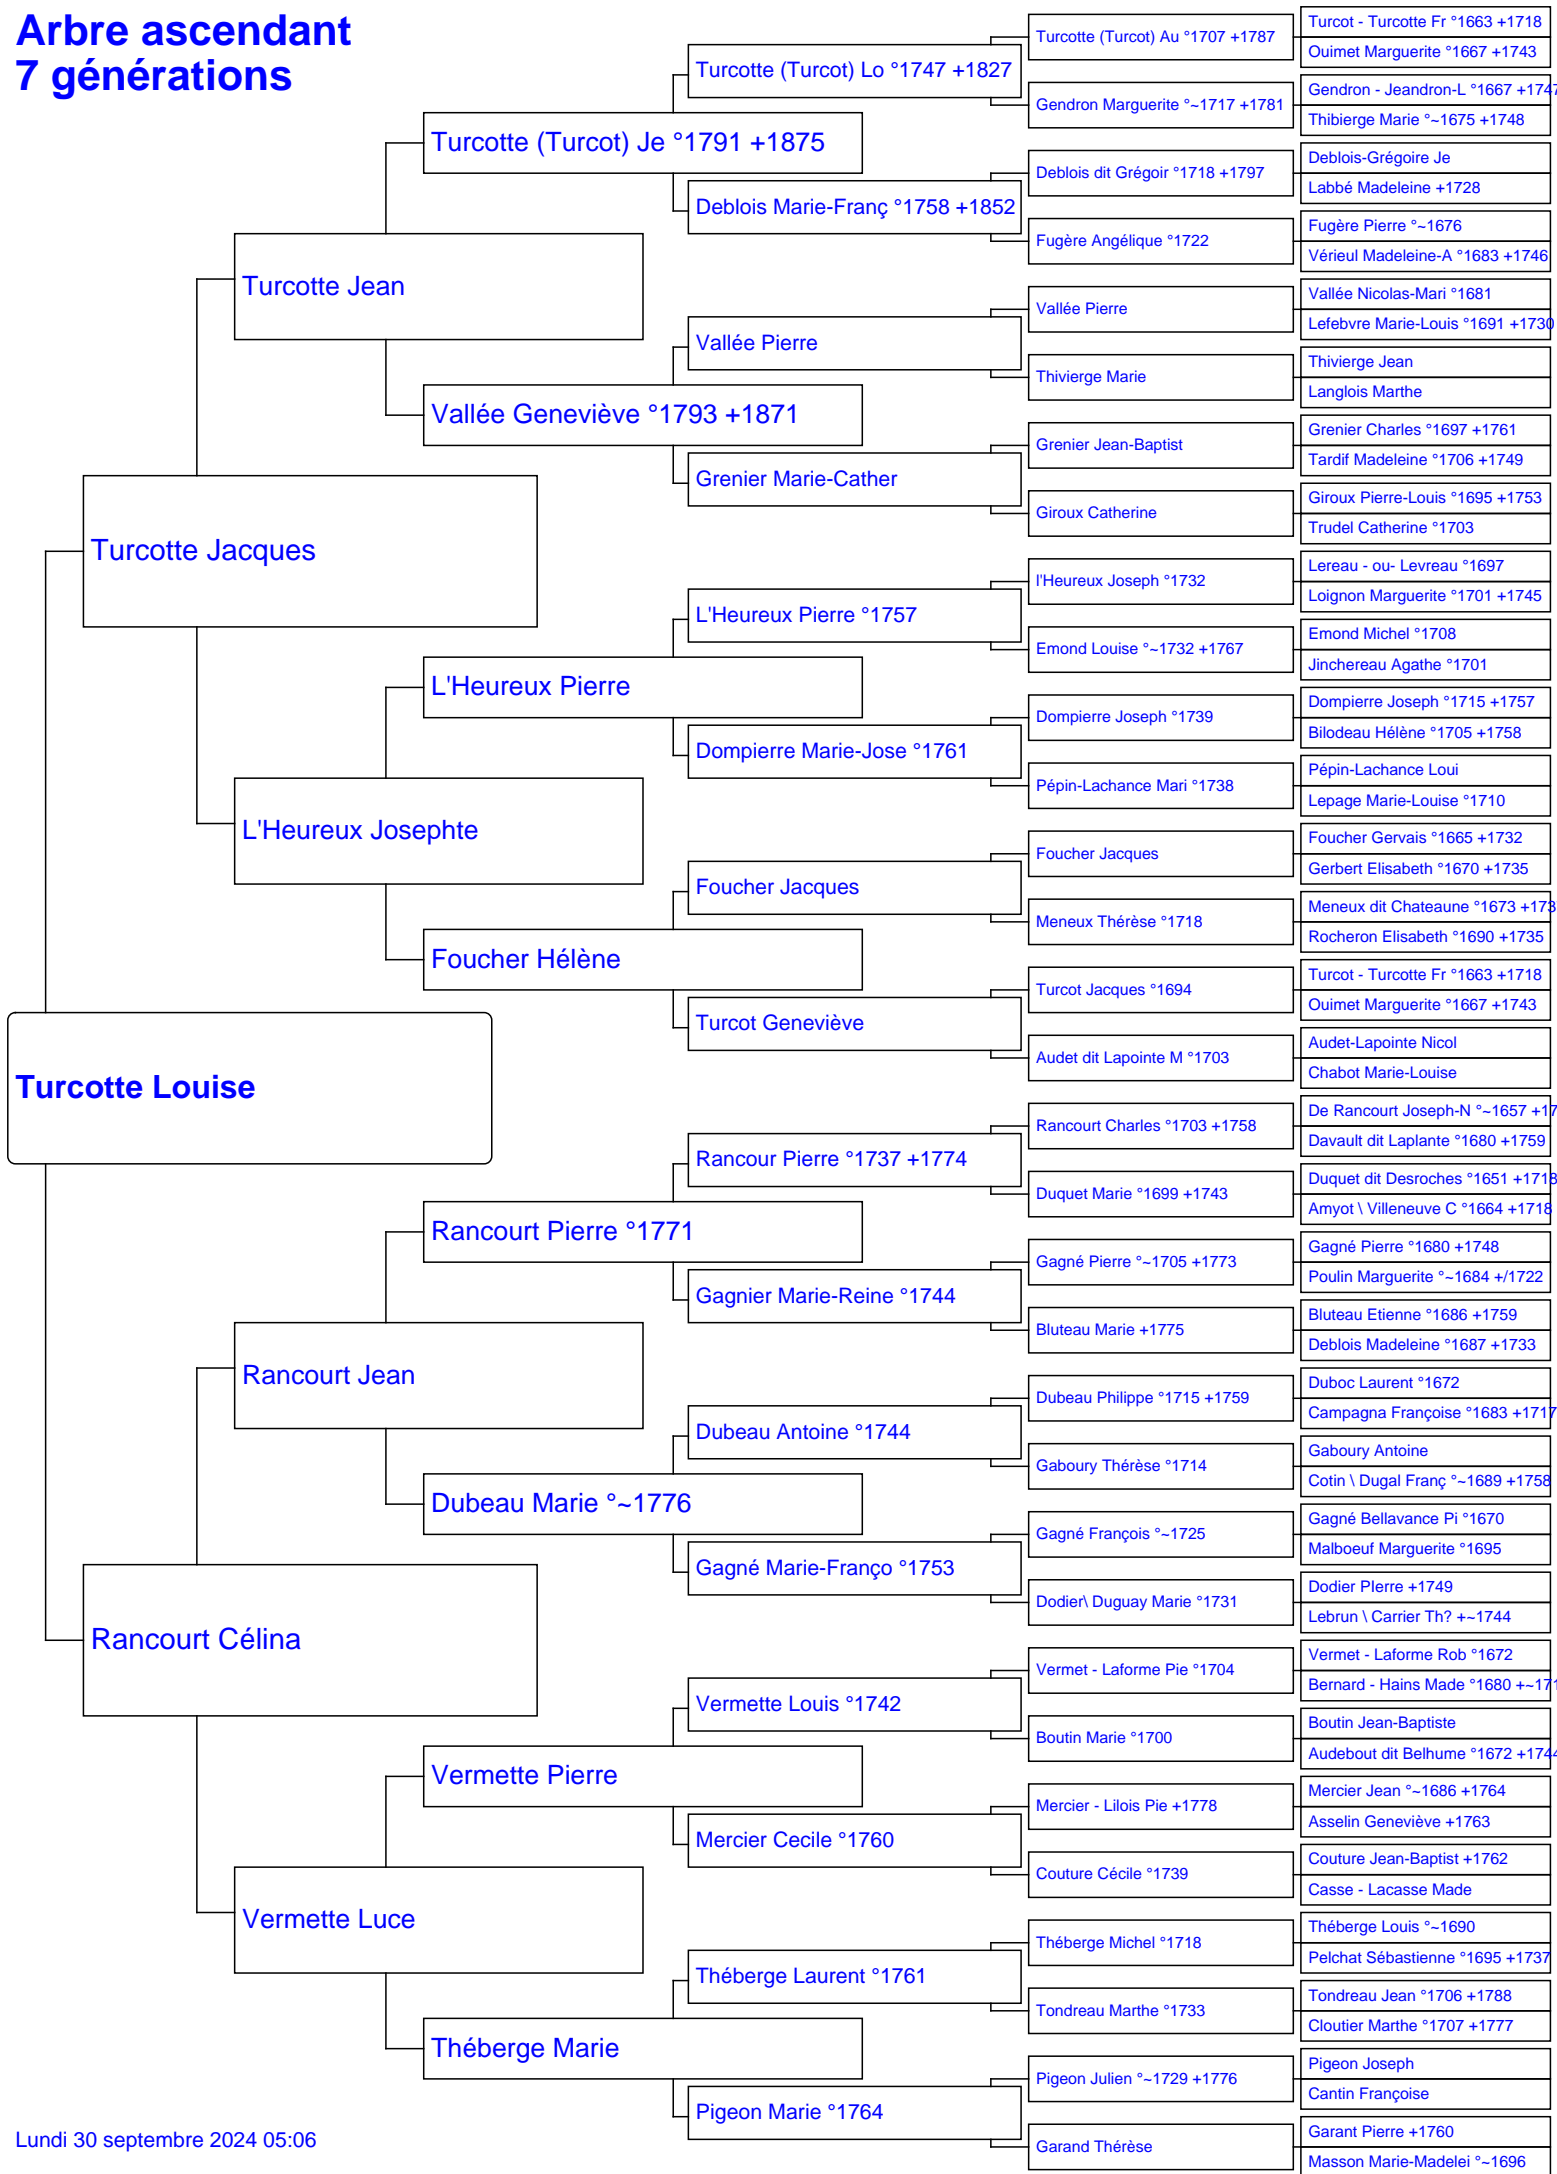 Arbre ascendant
7 générations
Turcotte Louise
Turcotte Jacques
Rancourt Célina
Turcotte Jean
L'Heureux Josephte
Rancourt Jean
Vermette Luce
Turcotte (Turcot) Je °1791 +1875
Vallée Geneviève °1793 +1871
L'Heureux Pierre
Foucher Hélène
Rancourt Pierre °1771
Dubeau Marie °~1776
Vermette Pierre
Théberge Marie
Turcotte (Turcot) Lo °1747 +1827
Deblois Marie-Franç °1758 +1852
Vallée Pierre
Grenier Marie-Cather
L'Heureux Pierre °1757
Dompierre Marie-Jose °1761
Foucher Jacques
Turcot Geneviève
Rancour Pierre °1737 +1774
Gagnier Marie-Reine °1744
Dubeau Antoine °1744
Gagné Marie-Franço °1753
Vermette Louis °1742
Mercier Cecile °1760
Théberge Laurent °1761
Pigeon Marie °1764
Turcotte (Turcot) Au °1707 +1787
Gendron Marguerite °~1717 +1781
Deblois dit Grégoir °1718 +1797
Fugère Angélique °1722
Vallée Pierre
Thivierge Marie
Grenier Jean-Baptist
Giroux Catherine
l'Heureux Joseph °1732
Emond Louise °~1732 +1767
Dompierre Joseph °1739
Pépin-Lachance Mari °1738
Foucher Jacques
Meneux Thérèse °1718
Turcot Jacques °1694
Audet dit Lapointe M °1703
Rancourt Charles °1703 +1758
Duquet Marie °1699 +1743
Gagné Pierre °~1705 +1773
Bluteau Marie +1775
Dubeau Philippe °1715 +1759
Gaboury Thérèse °1714
Gagné François °~1725
Dodier\ Duguay Marie °1731
Vermet - Laforme Pie °1704
Boutin Marie °1700
Mercier - Lilois Pie +1778
Couture Cécile °1739
Théberge Michel °1718
Tondreau Marthe °1733
Pigeon Julien °~1729 +1776
Garand Thérèse
Turcot - Turcotte Fr °1663 +1718
Ouimet Marguerite °1667 +1743
Gendron - Jeandron-L °1667 +1747
Thibierge Marie °~1675 +1748
Deblois-Grégoire Je
Labbé Madeleine +1728
Fugère Pierre °~1676
Vérieul Madeleine-A °1683 +1746
Vallée Nicolas-Mari °1681
Lefebvre Marie-Louis °1691 +1730
Thivierge Jean
Langlois Marthe
Grenier Charles °1697 +1761
Tardif Madeleine °1706 +1749
Giroux Pierre-Louis °1695 +1753
Trudel Catherine °1703
Lereau - ou- Levreau °1697
Loignon Marguerite °1701 +1745
Emond Michel °1708
Jinchereau Agathe °1701
Dompierre Joseph °1715 +1757
Bilodeau Hélène °1705 +1758
Pépin-Lachance Loui
Lepage Marie-Louise °1710
Foucher Gervais °1665 +1732
Gerbert Elisabeth °1670 +1735
Meneux dit Chateaune °1673 +173
Rocheron Elisabeth °1690 +1735
Turcot - Turcotte Fr °1663 +1718
Ouimet Marguerite °1667 +1743
Audet-Lapointe Nicol
Chabot Marie-Louise
De Rancourt Joseph-N °~1657 +17
Davault dit Laplante °1680 +1759
Duquet dit Desroches °1651 +1718
Amyot \ Villeneuve C °1664 +1718
Gagné Pierre °1680 +1748
Poulin Marguerite °~1684 +/1722
Bluteau Etienne °1686 +1759
Deblois Madeleine °1687 +1733
Duboc Laurent °1672
Campagna Françoise °1683 +1717
Gaboury Antoine
Cotin \ Dugal Franç °~1689 +1758
Gagné Bellavance Pi °1670
Malboeuf Marguerite °1695
Dodier PIerre +1749
Lebrun \ Carrier Th? +~1744
Vermet - Laforme Rob °1672
Bernard - Hains Made °1680 +~171
Boutin Jean-Baptiste
Audebout dit Belhume °1672 +1744
Mercier Jean °~1686 +1764
Asselin Geneviève +1763
Couture Jean-Baptist +1762
Casse - Lacasse Made
Théberge Louis °~1690
Pelchat Sébastienne °1695 +1737
Tondreau Jean °1706 +1788
Cloutier Marthe °1707 +1777
Pigeon Joseph
Cantin Françoise
Garant Pierre +1760
Masson Marie-Madelei °~1696
Lundi 30 septembre 2024 05:06